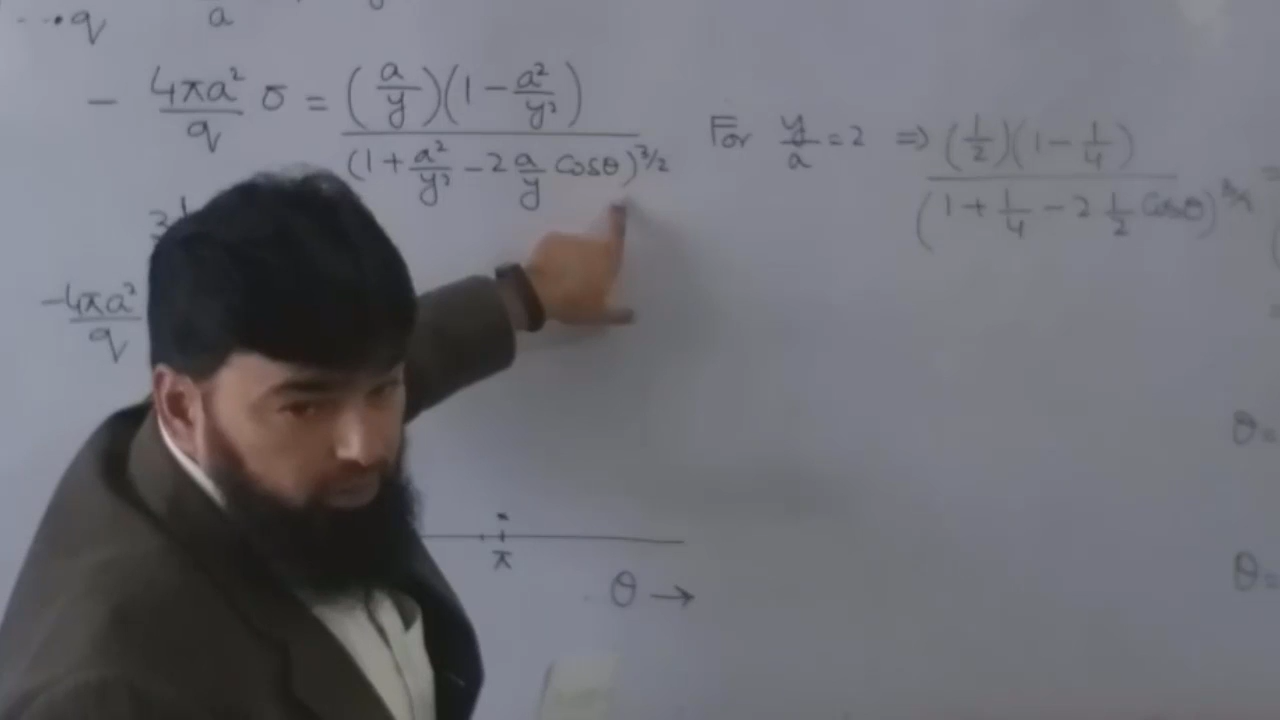 q a
- 4πa²/q σ = (a/y)(1 - a²/y²) / (1 + a²/y² - 2 a/y Cosθ)^3/2
For y/a = 2 ⇒ (1/2)(1 - 1/4) / (1 + 1/4 - 2 1/2 Cosθ)^3/2 =
3
-4πa²/q
θ=
π
θ →
θ=